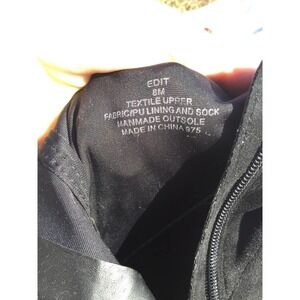 EDIT
8M
TEXTILE UPPER
FABRIC/PU LINING AND SOCK
MANMADE OUTSOLE
MADE IN CHINA 975